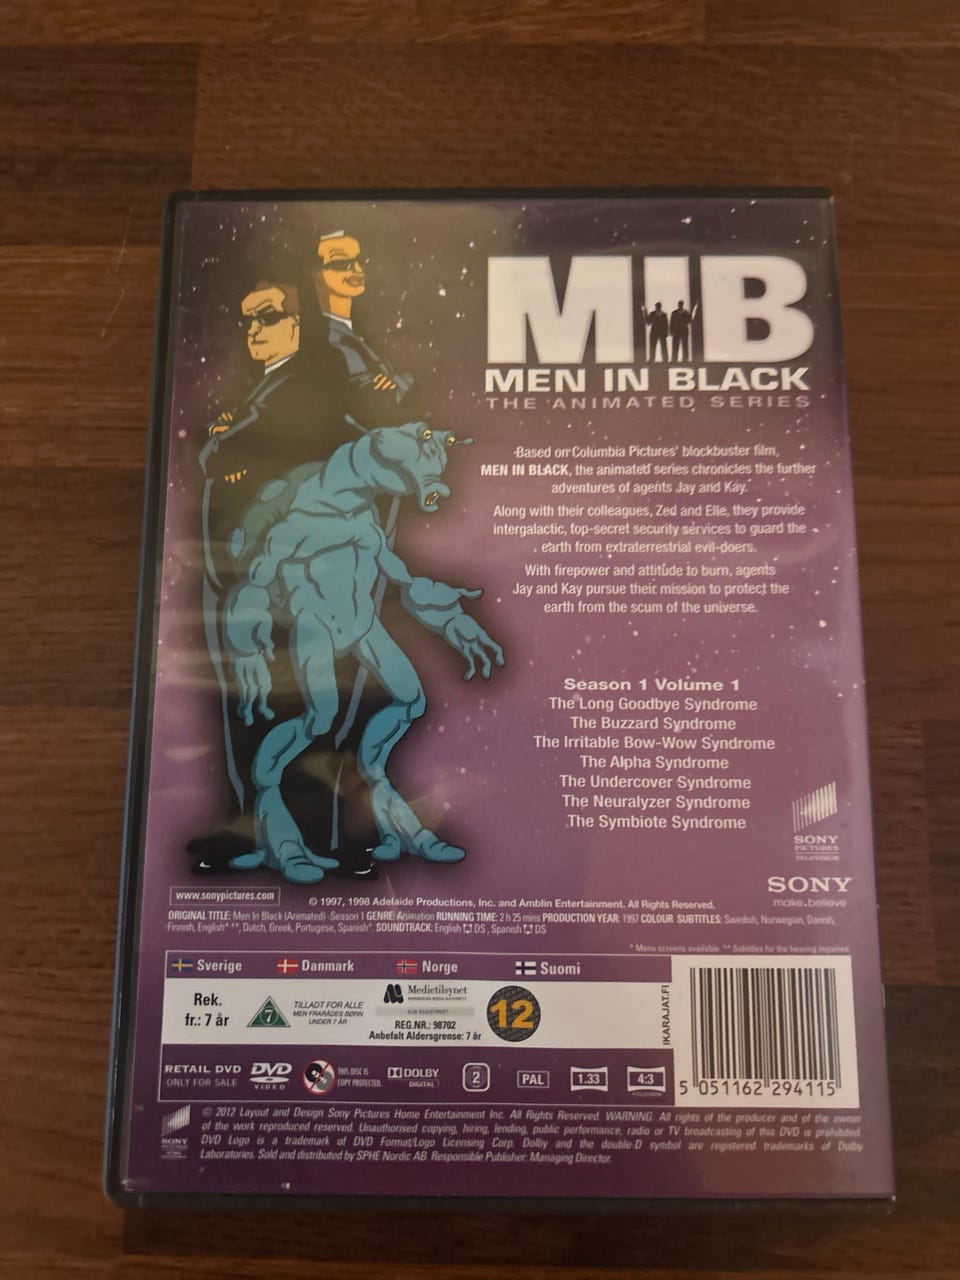 MIB
MEN IN BLACK
THE ANIMATED SERIES
Based on Columbia Pictures' blockbuster film,
MEN IN BLACK, the animated series chronicles the further
adventures of agents Jay and Kay.
Along with their colleagues, Zed and Elle, they provide
intergalactic, top-secret security services to guard the
earth from extraterrestrial evil-doers.
With firepower and attitude to burn, agents
Jay and Kay pursue their mission to protect the
earth from the scum of the universe.
Season 1 Volume 1
The Long Goodbye Syndrome
The Buzzard Syndrome
The Irritable Bow-Wow Syndrome
The Alpha Syndrome
The Undercover Syndrome
The Neuralyzer Syndrome
The Symbiote Syndrome
SONY
PICTURES
TELEVISION
SONY
make.believe
www.sonypictures.com
© 1997, 1998 Adelaide Productions, Inc. and Amblin Entertainment. All Rights Reserved.
ORIGINAL TITLE: Men In Black (Animated) -Season 1 GENRE: Animation RUNNING TIME: 2 h 25 mins PRODUCTION YEAR: 1997 COLOUR SUBTITLES: Swedish, Norwegian, Danish,
Finnish, English* **, Dutch, Greek, Portugese, Spanish*. SOUNDTRACK: English DS , Spanish DS
* Menu screens available. ** Subtitles for the hearing impaired
Sverige Danmark Norge Suomi
Rek.
fr.: 7 år
7
TILLADT FOR ALLE
MEN FRARÅDES BØRN
UNDER 7 ÅR
Medietilsynet
NORWEGIAN MEDIA AUTHORITY
KUN REGISTRERT
REG.NR.: 98702
Anbefalt Aldersgrense: 7 år
12
IKARAJAT.FI
RETAIL DVD
ONLY FOR SALE
DVD
VIDEO
THIS DISC IS
COPY PROTECTED.
DOLBY
DIGITAL
2
PAL
1.33
4:3
FULLSCREEN
5 051162 294115
SONY
© 2012 Layout and Design Sony Pictures Home Entertainment Inc. All Rights Reserved. WARNING: All rights of the producer and of the owner
of the work reproduced reserved. Unauthorised copying, hiring, lending, public performance, radio or TV broadcasting of this DVD is prohibited.
DVD Logo is a trademark of DVD Format/Logo Licensing Corp. Dolby and the double-D symbol are registered trademarks of Dolby
Laboratories. Sold and distributed by SPHE Nordic AB. Responsible Publisher: Managing Director.